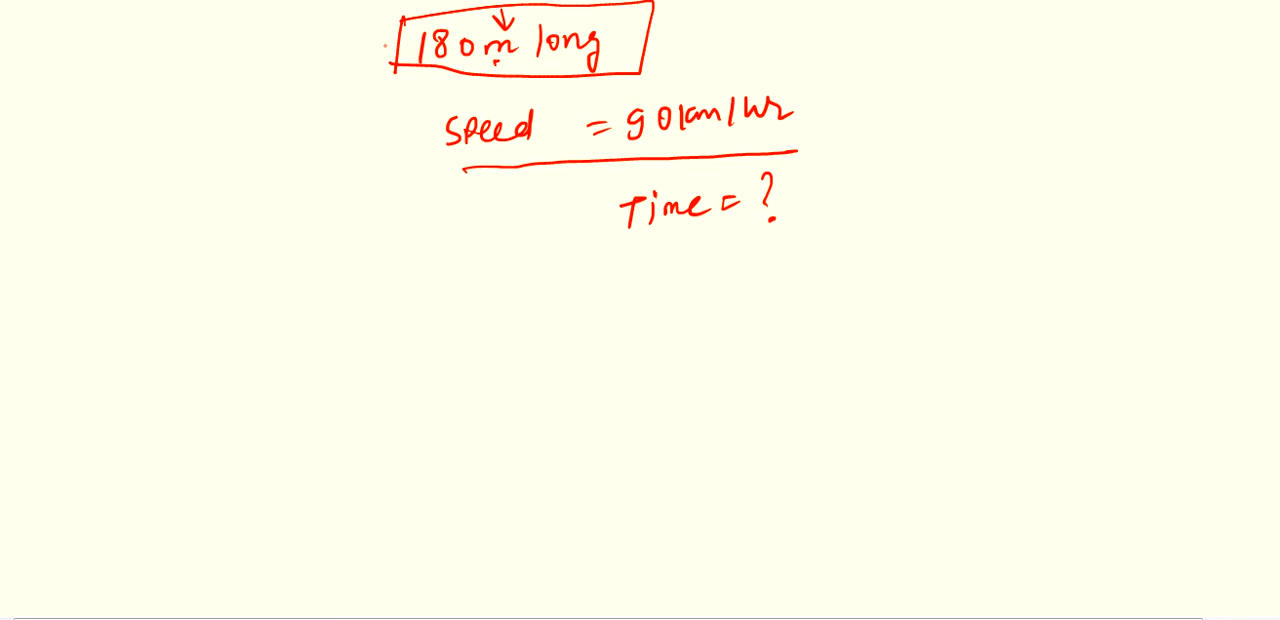 180m long
Speed = 90km/hr
Time = ?